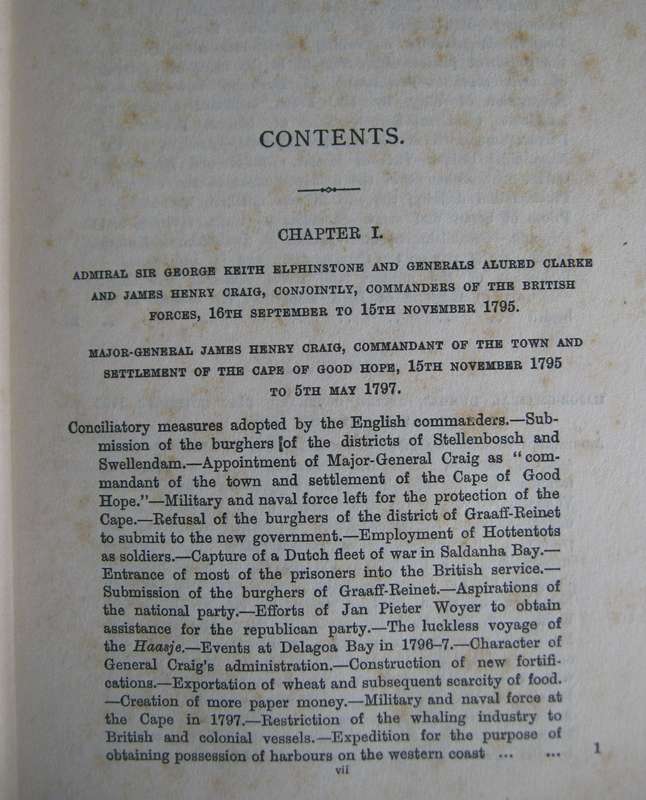 CONTENTS.
CHAPTER I.
ADMIRAL SIR GEORGE KEITH ELPHINSTONE AND GENERALS ALURED CLARKE
AND JAMES HENRY CRAIG, CONJOINTLY, COMMANDERS OF THE BRITISH
FORCES, 16TH SEPTEMBER TO 15TH NOVEMBER 1795.
MAJOR-GENERAL JAMES HENRY CRAIG, COMMANDANT OF THE TOWN AND
SETTLEMENT OF THE CAPE OF GOOD HOPE, 15TH NOVEMBER 1795
TO 5TH MAY 1797.
Conciliatory measures adopted by the English commanders.—Sub-
mission of the burghers of the districts of Stellenbosch and
Swellendam.—Appointment of Major-General Craig as "com-
mandant of the town and settlement of the Cape of Good
Hope."—Military and naval force left for the protection of the
Cape.—Refusal of the burghers of the district of Graaff-Reinet
to submit to the new government.—Employment of Hottentots
as soldiers.—Capture of a Dutch fleet of war in Saldanha Bay.—
Entrance of most of the prisoners into the British service.—
Submission of the burghers of Graaff-Reinet.—Aspirations of
the national party.—Efforts of Jan Pieter Woyer to obtain
assistance for the republican party.—The luckless voyage of
the Haasje.—Events at Delagoa Bay in 1796-7.—Character of
General Craig's administration.—Construction of new fortifi-
cations.—Exportation of wheat and subsequent scarcity of food.
—Creation of more paper money.—Military and naval force at
the Cape in 1797.—Restriction of the whaling industry to
British and colonial vessels.—Expedition for the purpose of
obtaining possession of harbours on the western coast ... ... 1
vii